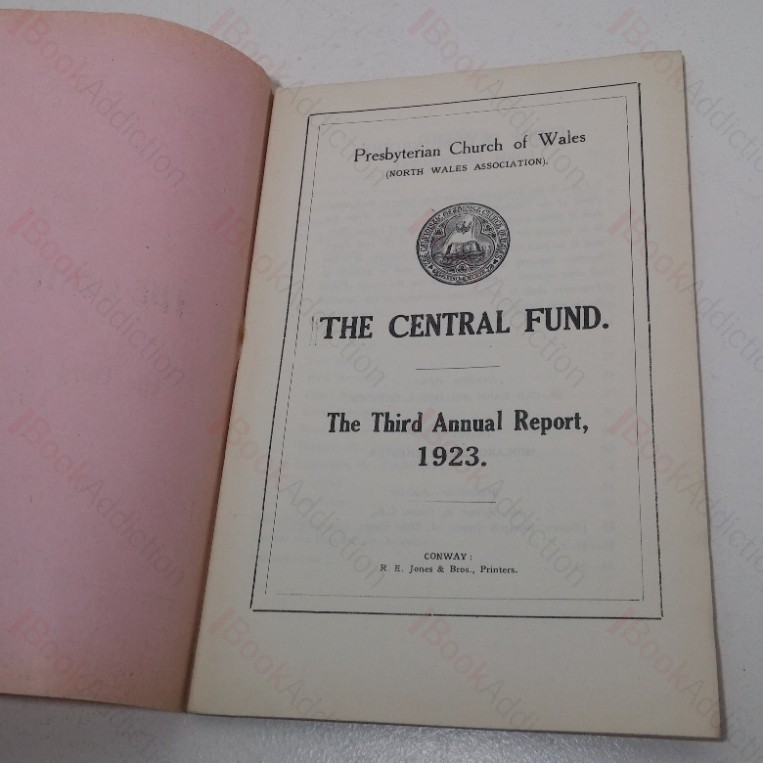 Presbyterian Church of Wales
(NORTH WALES ASSOCIATION).
THE CENTRAL FUND.
The Third Annual Report,
1923.
CONWAY:
R. E. Jones & Bros., Printers.
BookAddiction